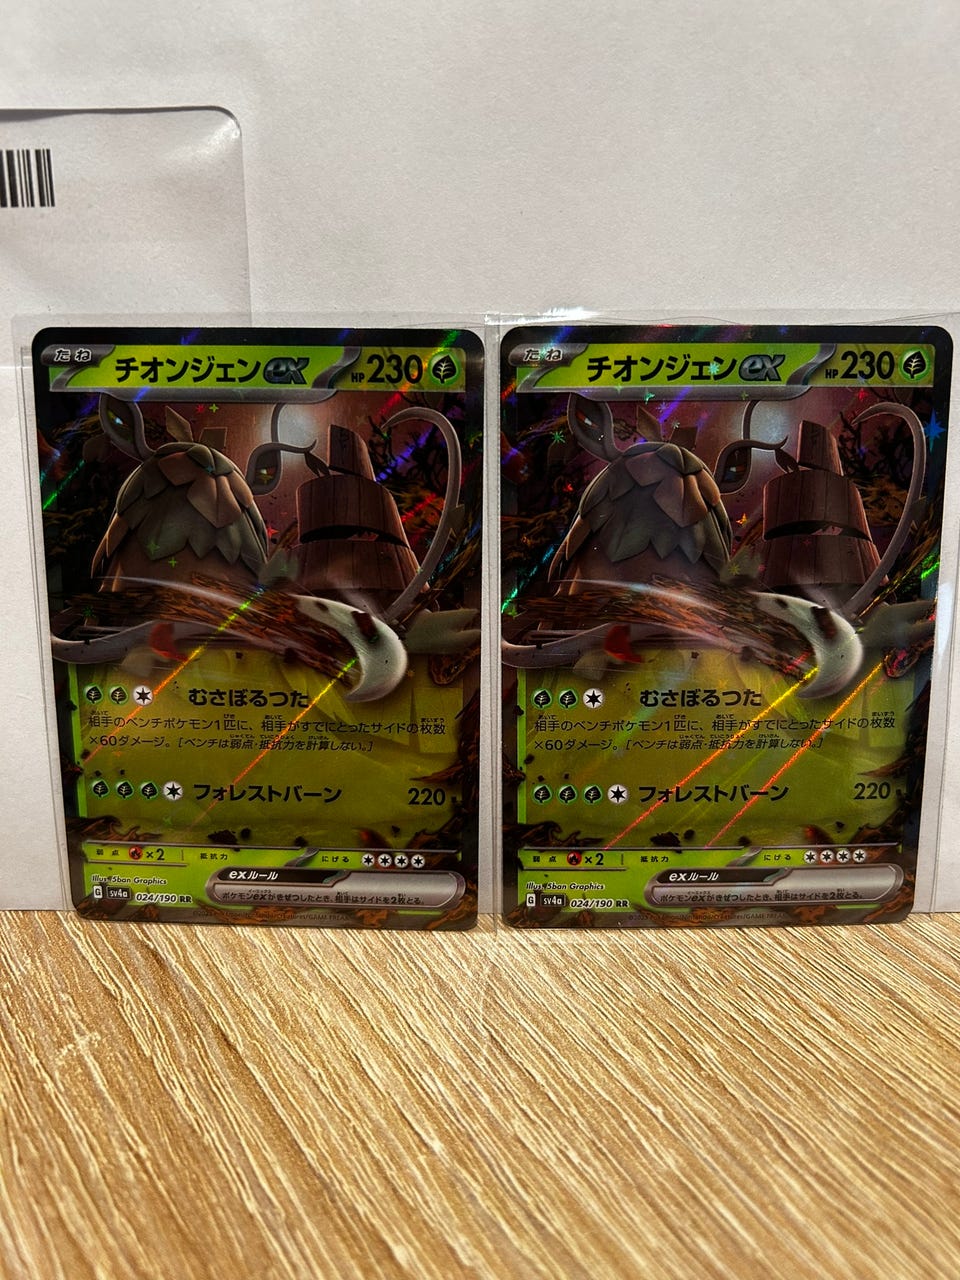 たね チオンジェンex HP230
むさぼるつた
相手のベンチポケモン1匹に、相手がすでにとったサイドの枚数
×60ダメージ。[ベンチは弱点・抵抗力を計算しない。]
フォレストバーン 220
弱点 ×2 抵抗力 にげる
Illus. 5ban Graphics
exルール
ポケモンexがきぜつしたとき、相手はサイドを2枚とる。
G sv4a 024/190 RR
©2023 Pokémon/Nintendo/Creatures/GAME FREAK
たね チオンジェンex HP230
むさぼるつた
相手のベンチポケモン1匹に、相手がすでにとったサイドの枚数
×60ダメージ。[ベンチは弱点・抵抗力を計算しない。]
フォレストバーン 220
弱点 ×2 抵抗力 にげる
Illus. 5ban Graphics
exルール
ポケモンexがきぜつしたとき、相手はサイドを2枚とる。
G sv4a 024/190 RR
©2023 Pokémon/Nintendo/Creatures/GAME FREAK